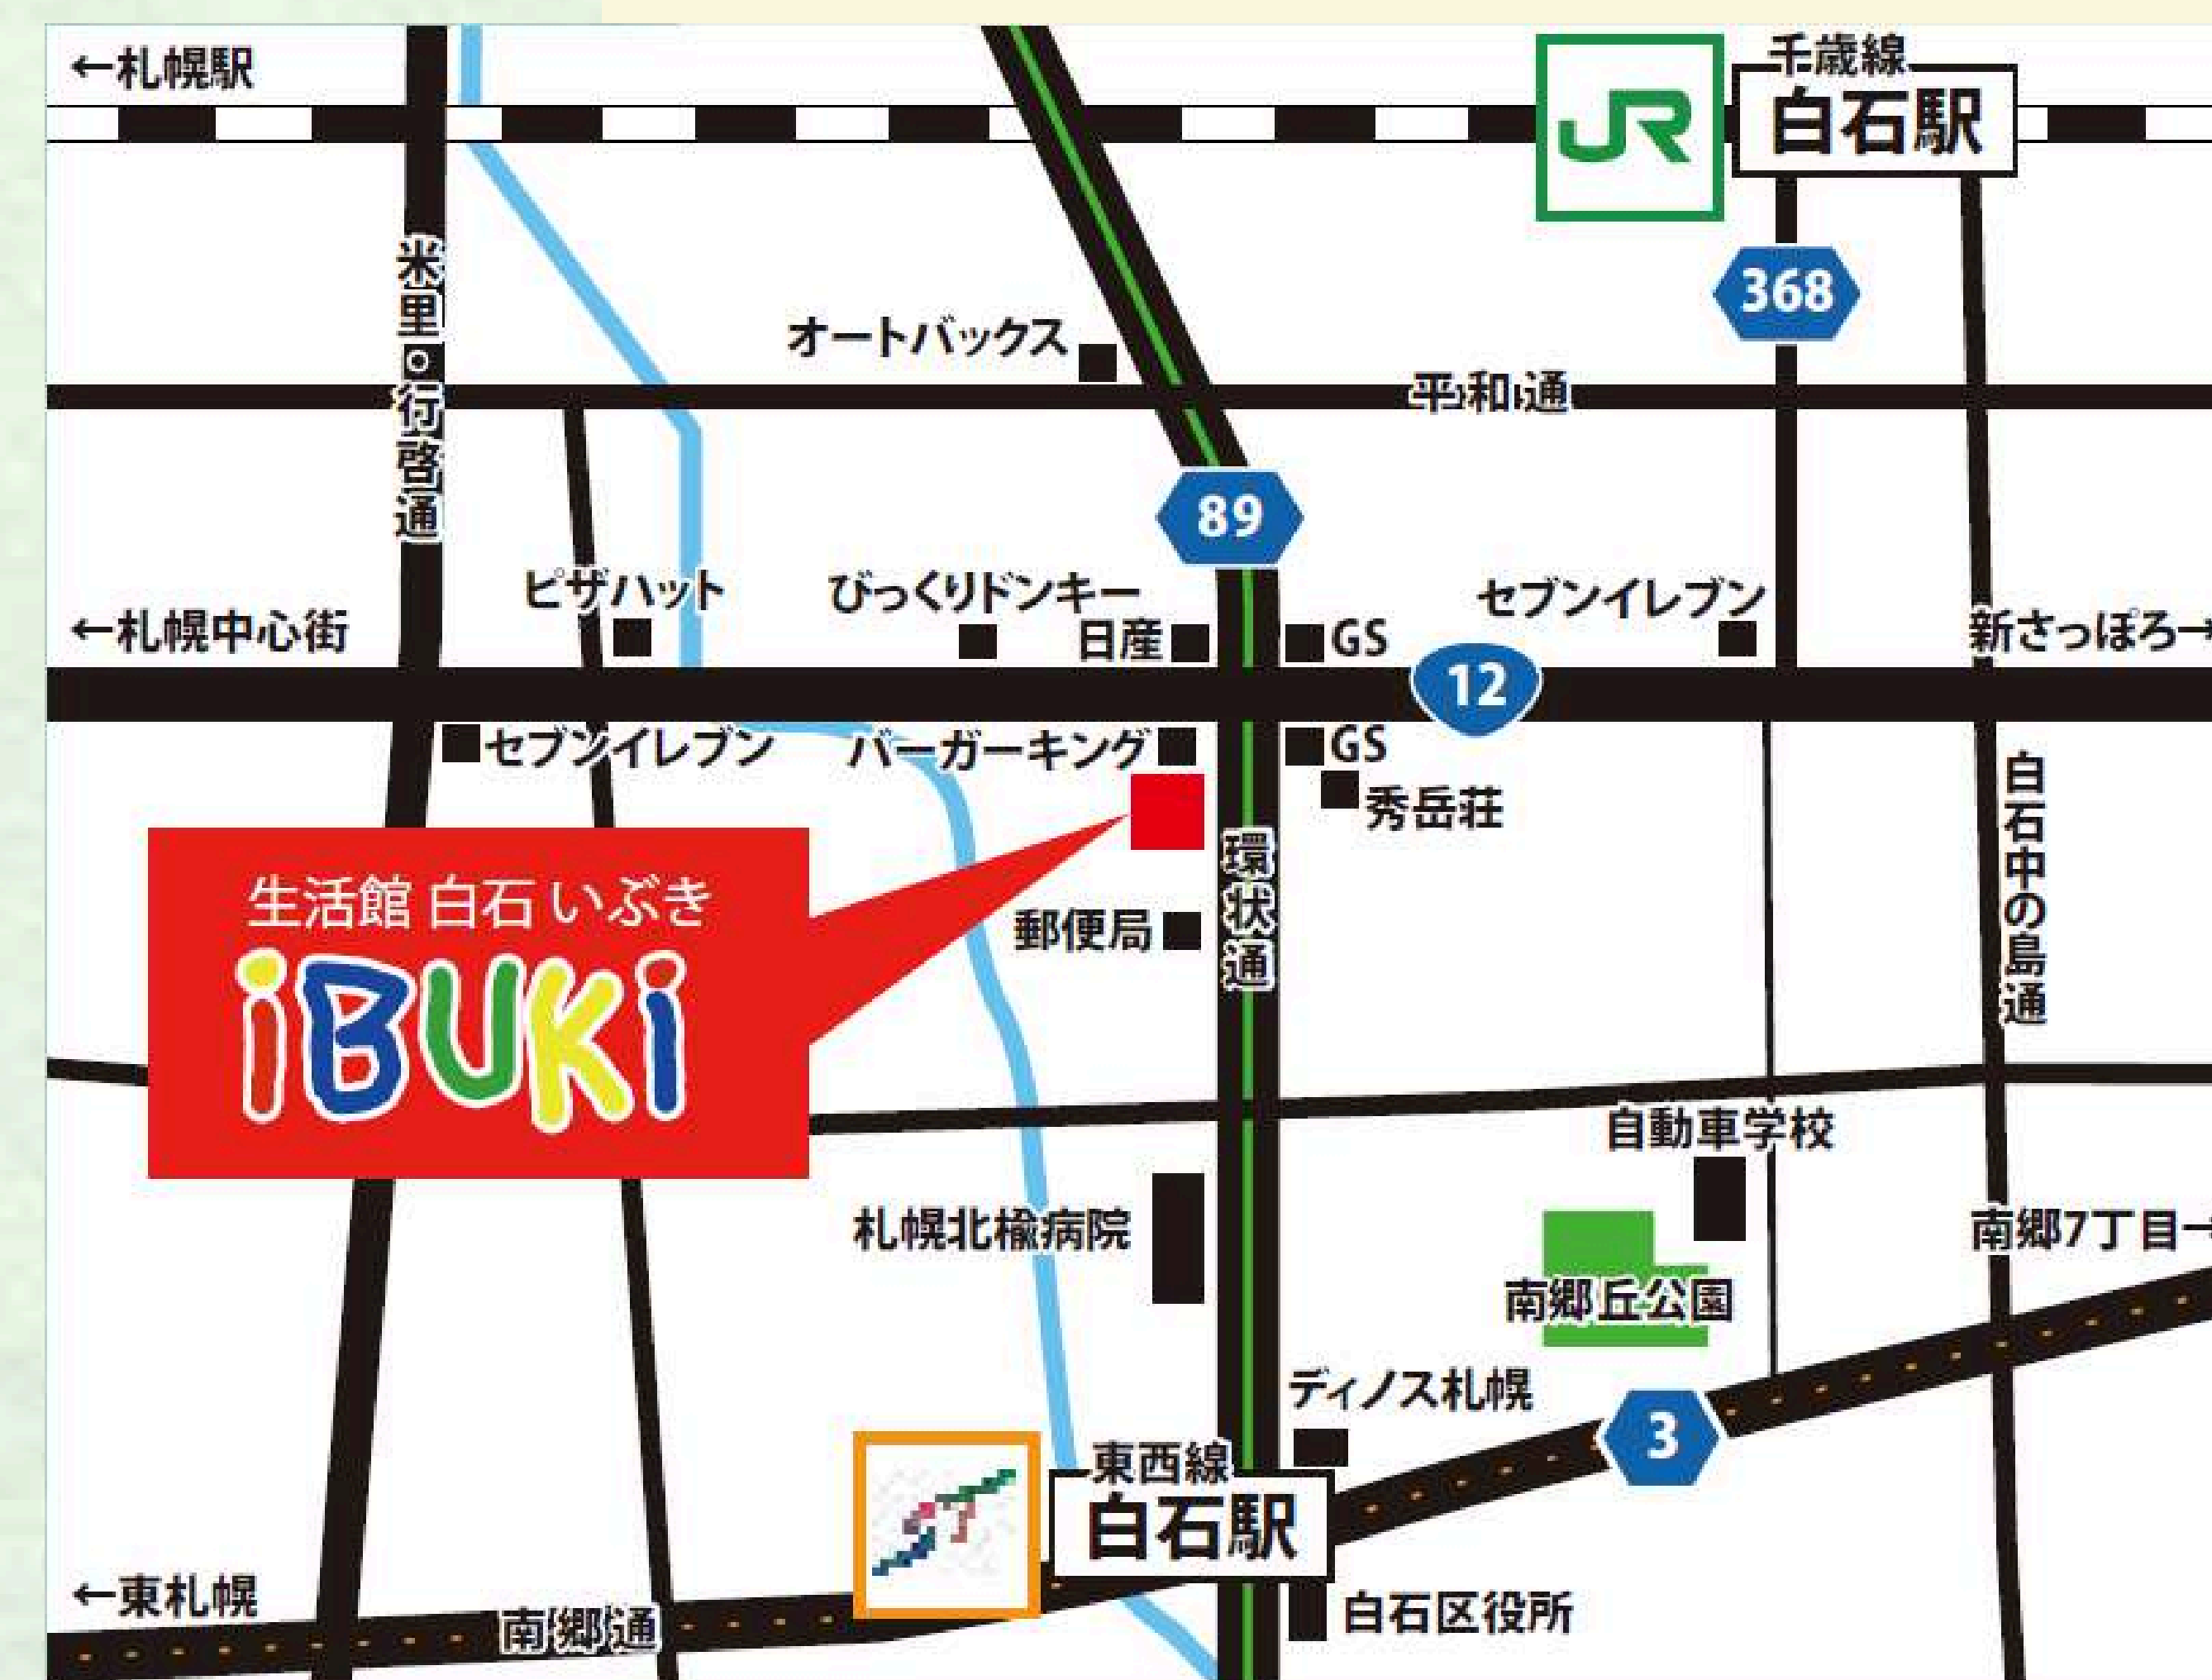 ←札幌駅
千歳線
JR
白石駅
米里・行啓通
368
オートバックス
平和通
89
ピザハット
びっくりドンキー
セブンイレブン
←札幌中心街
日産
GS
新さっぽろ→
12
セブンイレブン
バーガーキング
GS
秀岳荘
白石中の島通
環状通
生活館 白石 いぶき
iBUKi
郵便局
自動車学校
札幌北楡病院
南郷7丁目→
南郷丘公園
ディノス札幌
3
東西線
白石駅
←東札幌
南郷通
白石区役所